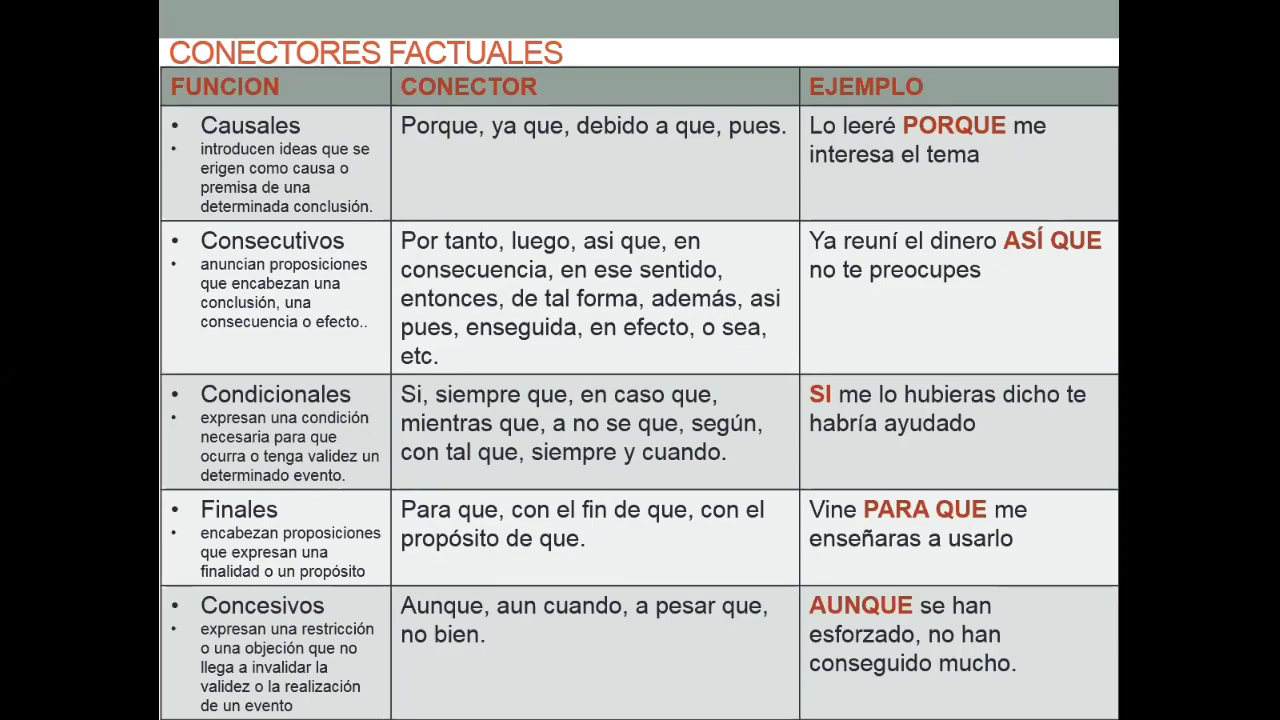 CONECTORES FACTUALES
FUNCION
CONECTOR
EJEMPLO
• Causales
• introducen ideas que se
erigen como causa o
premisa de una
determinada conclusión.
Porque, ya que, debido a que, pues.
Lo leeré PORQUE me
interesa el tema
• Consecutivos
• anuncian proposiciones
que encabezan una
conclusión, una
consecuencia o efecto..
Por tanto, luego, asi que, en
consecuencia, en ese sentido,
entonces, de tal forma, además, asi
pues, enseguida, en efecto, o sea,
etc.
Ya reuní el dinero ASÍ QUE
no te preocupes
• Condicionales
• expresan una condición
necesaria para que
ocurra o tenga validez un
determinado evento.
Si, siempre que, en caso que,
mientras que, a no se que, según,
con tal que, siempre y cuando.
SI me lo hubieras dicho te
habría ayudado
• Finales
• encabezan proposiciones
que expresan una
finalidad o un propósito
Para que, con el fin de que, con el
propósito de que.
Vine PARA QUE me
enseñaras a usarlo
• Concesivos
• expresan una restricción
o una objeción que no
llega a invalidar la
validez o la realización
de un evento
Aunque, aun cuando, a pesar que,
no bien.
AUNQUE se han
esforzado, no han
conseguido mucho.